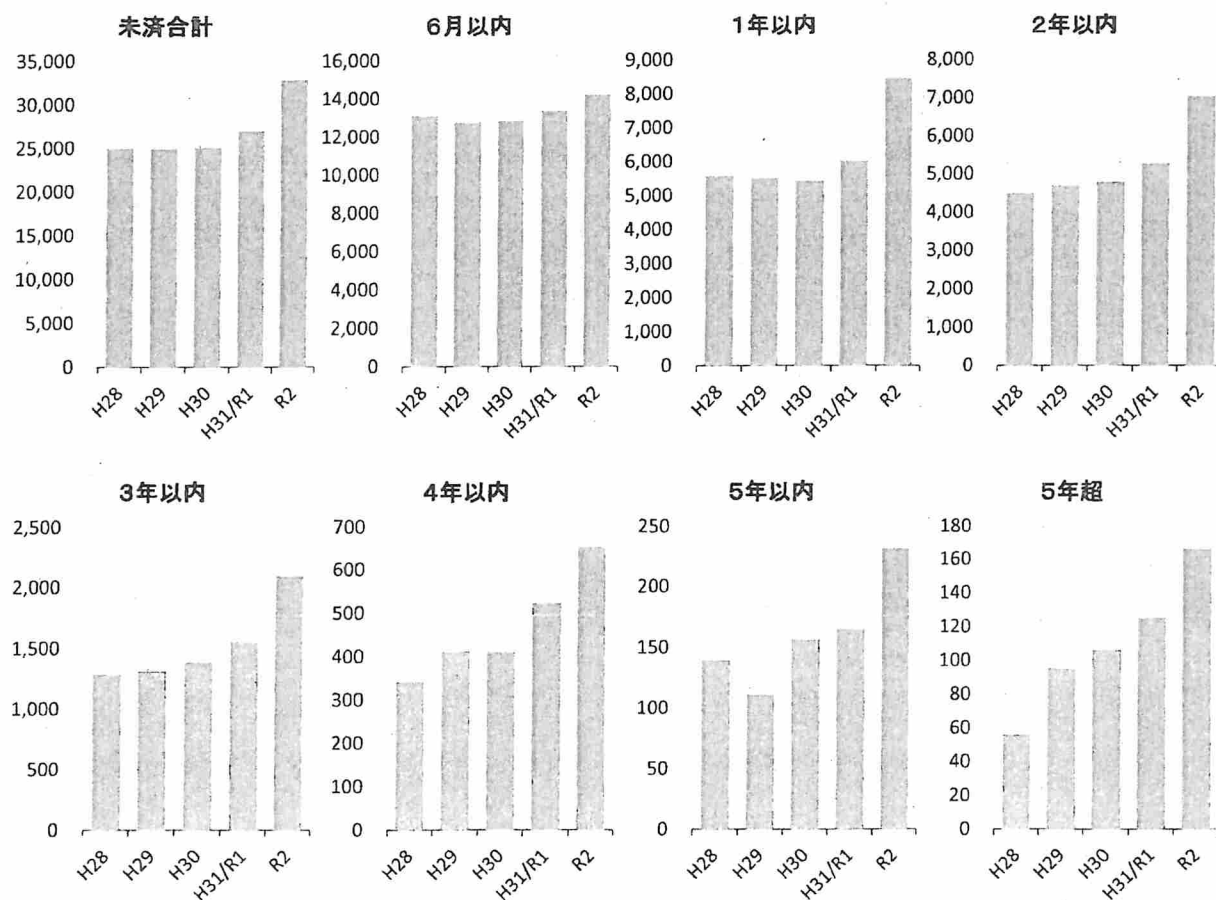 未済合計
35,000
30,000
25,000
20,000
15,000
10,000
5,000
0
H28
H29
H30
H31/R1
R2
6月以内
16,000
14,000
12,000
10,000
8,000
6,000
4,000
2,000
0
H28
H29
H30
H31/R1
R2
1年以内
9,000
8,000
7,000
6,000
5,000
4,000
3,000
2,000
1,000
0
H28
H29
H30
H31/R1
R2
2年以内
8,000
7,000
6,000
5,000
4,000
3,000
2,000
1,000
0
H28
H29
H30
H31/R1
R2
3年以内
2,500
2,000
1,500
1,000
500
0
H28
H29
H30
H31/R1
R2
4年以内
700
600
500
400
300
200
100
0
H28
H29
H30
H31/R1
R2
5年以内
250
200
150
100
50
0
H28
H29
H30
H31/R1
R2
5年超
180
160
140
120
100
80
60
40
20
0
H28
H29
H30
H31/R1
R2